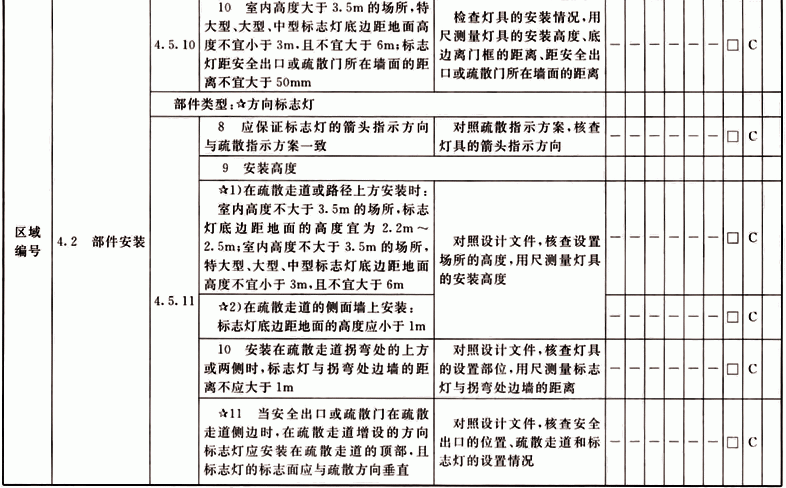 10 室内高度大于3.5m的场所,特
大型、大型、中型标志灯底边距地面高
度不宜小于3m,且不宜大于6m;标志
灯距安全出口或疏散门所在墙面的距
离不宜大于50mm
4.5.10
检查灯具的安装情况,用
尺测量灯具的安装高度、底
边离门框的距离、距安全出
口或疏散门所在墙面的距离
— — — — — — □ C
部件类型:☆方向标志灯
8 应保证标志灯的箭头指示方向
与疏散指示方案一致
对照疏散指示方案,核查
灯具的箭头指示方向
— — — — — — □ C
9 安装高度
☆1)在疏散走道或路径上方安装时:
室内高度不大于3.5m的场所,标志
灯底边距地面的高度宜为2.2m~
2.5m;室内高度不大于3.5m的场所,
特大型、大型、中型标志灯底边距地面
高度不宜小于3m,且不宜大于6m
对照设计文件,核查设置
场所的高度,用尺测量灯具
的安装高度
— — — — — — □ C
区域
编号
4.2 部件安装
4.5.11
☆2)在疏散走道的侧面墙上安装:
标志灯底边距地面的高度应小于1m
— — — — — — □ C
10 安装在疏散走道拐弯处的上方
或两侧时,标志灯与拐弯处边墙的距
离不应大于1m
对照设计文件,核查灯具
的设置部位,用尺测量标志
灯与拐弯处边墙的距离
— — — — — — □ C
☆11 当安全出口或疏散门在疏散
走道侧边时,在疏散走道增设的方向
标志灯应安装在疏散走道的顶部,且
标志灯的标志面应与疏散方向垂直
对照设计文件,核查安全
出口的位置、疏散走道和标
志灯的设置情况
— — — — — — □ C